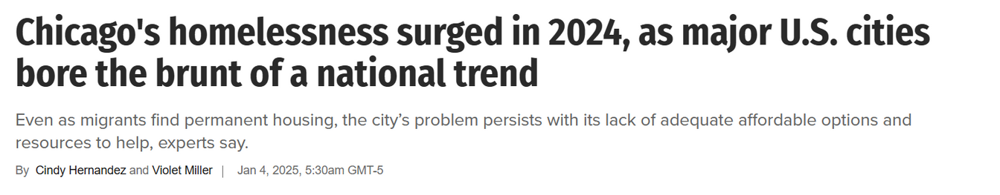 Chicago's homelessness surged in 2024, as major U.S. cities
bore the brunt of a national trend
Even as migrants find permanent housing, the city’s problem persists with its lack of adequate affordable options and
resources to help, experts say.
By Cindy Hernandez and Violet Miller | Jan 4, 2025, 5:30am GMT-5